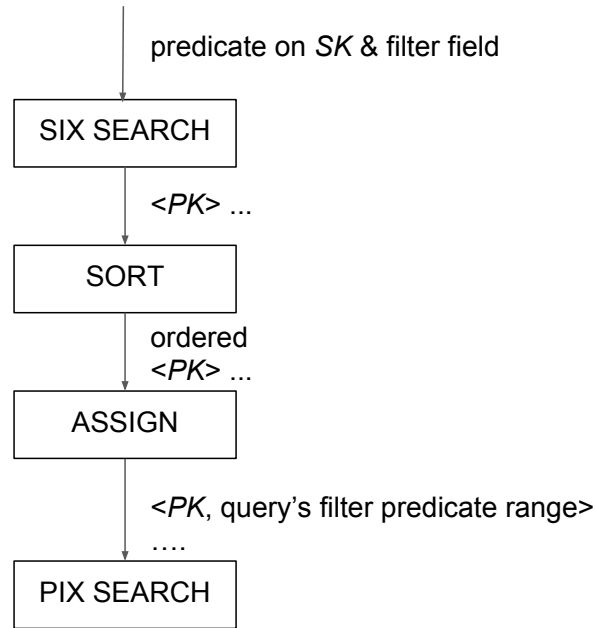 predicate on SK & filter field
SIX SEARCH
<PK> ...
SORT
ordered
<PK> ...
ASSIGN
<PK, query’s filter predicate range>
....
PIX SEARCH